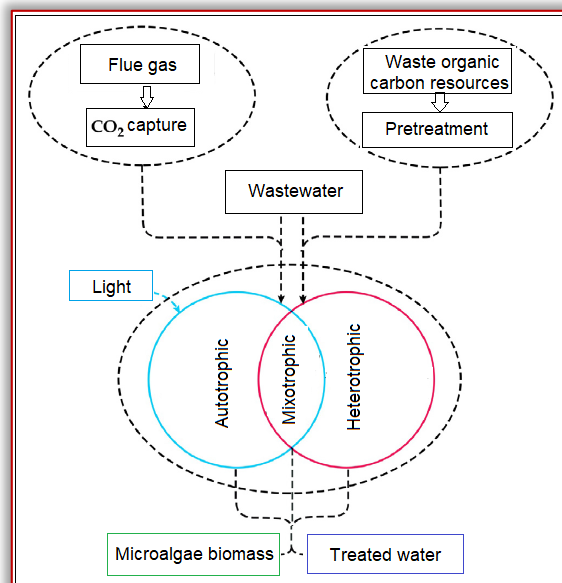 Flue gas
CO₂ capture
Waste organic
carbon resources
Pretreatment
Wastewater
Light
Autotrophic
Mixotrophic
Heterotrophic
Microalgae biomass
Treated water